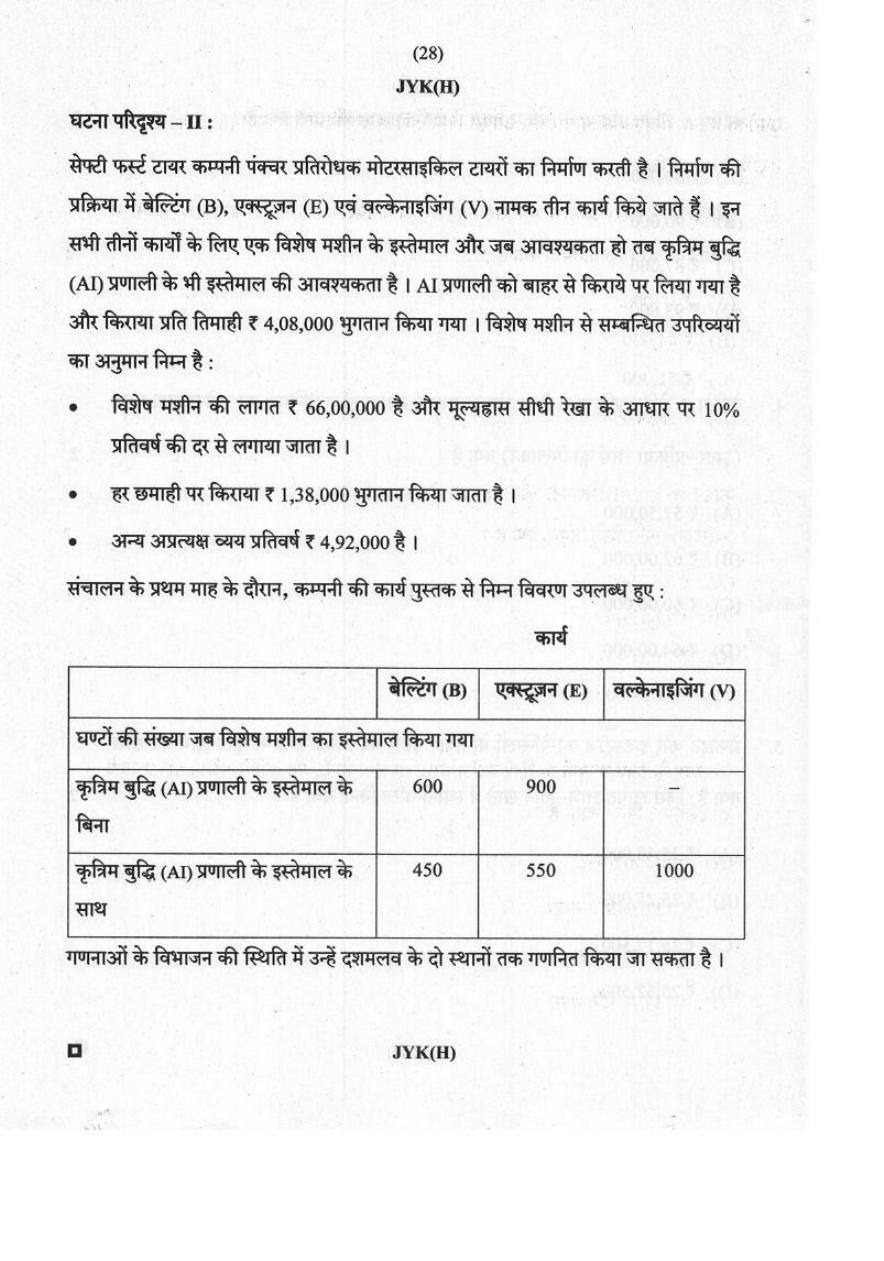 (28)
JYK(H)
घटना परिदृश्य – II :
सेफ्टी फर्स्ट टायर कम्पनी पंक्चर प्रतिरोधक मोटरसाइकिल टायरों का निर्माण करती है । निर्माण की
प्रक्रिया में बेल्टिंग (B), एक्स्ट्रूज़न (E) एवं वल्केनाइजिंग (V) नामक तीन कार्य किये जाते हैं । इन
सभी तीनों कार्यों के लिए एक विशेष मशीन के इस्तेमाल और जब आवश्यकता हो तब कृत्रिम बुद्धि
(AI) प्रणाली के भी इस्तेमाल की आवश्यकता है । AI प्रणाली को बाहर से किराये पर लिया गया है
और किराया प्रति तिमाही ₹ 4,08,000 भुगतान किया गया । विशेष मशीन से सम्बन्धित उपरिव्ययों
का अनुमान निम्न है :
• विशेष मशीन की लागत ₹ 66,00,000 है और मूल्यह्रास सीधी रेखा के आधार पर 10%
प्रतिवर्ष की दर से लगाया जाता है ।
• हर छमाही पर किराया ₹ 1,38,000 भुगतान किया जाता है ।
• अन्य अप्रत्यक्ष व्यय प्रतिवर्ष ₹ 4,92,000 है ।
संचालन के प्रथम माह के दौरान, कम्पनी की कार्य पुस्तक से निम्न विवरण उपलब्ध हुए :
कार्य
बेल्टिंग (B) एक्स्ट्रूज़न (E) वल्केनाइजिंग (V)
घण्टों की संख्या जब विशेष मशीन का इस्तेमाल किया गया
कृत्रिम बुद्धि (AI) प्रणाली के इस्तेमाल के 600 900 –
बिना
कृत्रिम बुद्धि (AI) प्रणाली के इस्तेमाल के 450 550 1000
साथ
गणनाओं के विभाजन की स्थिति में उन्हें दशमलव के दो स्थानों तक गणनित किया जा सकता है ।
JYK(H)